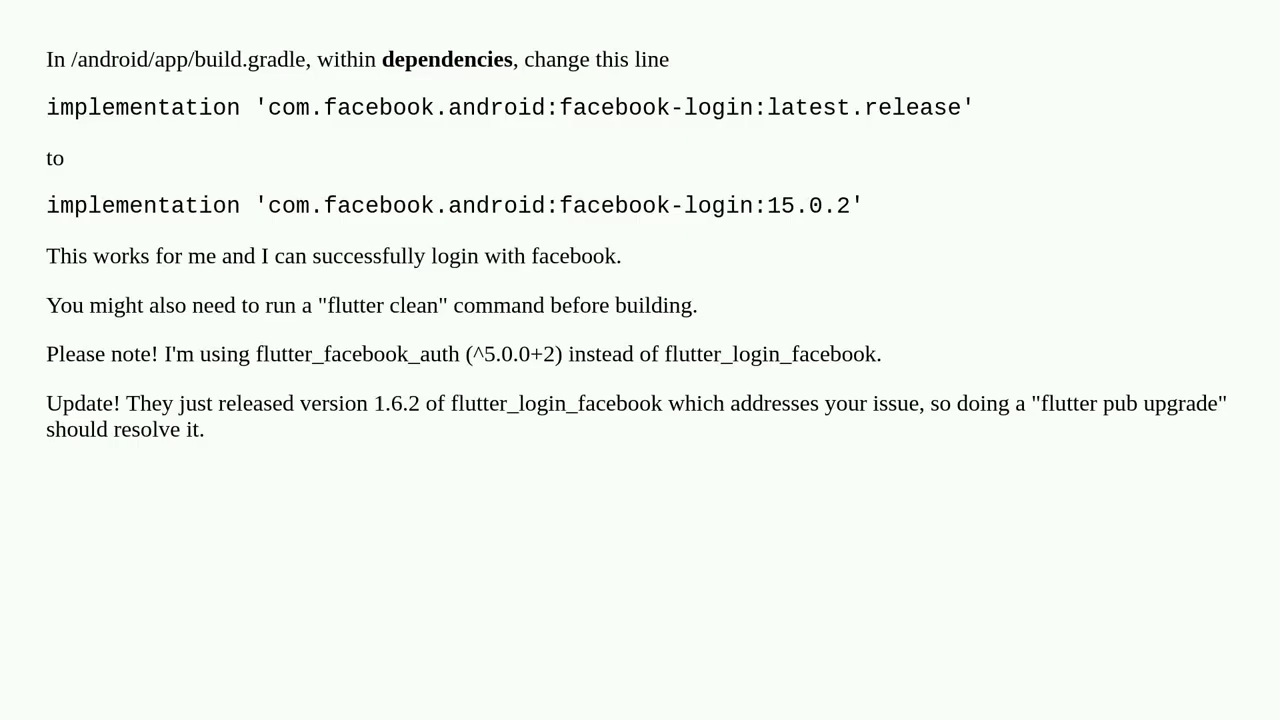 In /android/app/build.gradle, within dependencies, change this line
implementation 'com.facebook.android:facebook-login:latest.release'
to
implementation 'com.facebook.android:facebook-login:15.0.2'
This works for me and I can successfully login with facebook.
You might also need to run a "flutter clean" command before building.
Please note! I'm using flutter_facebook_auth (^5.0.0+2) instead of flutter_login_facebook.
Update! They just released version 1.6.2 of flutter_login_facebook which addresses your issue, so doing a "flutter pub upgrade"
should resolve it.